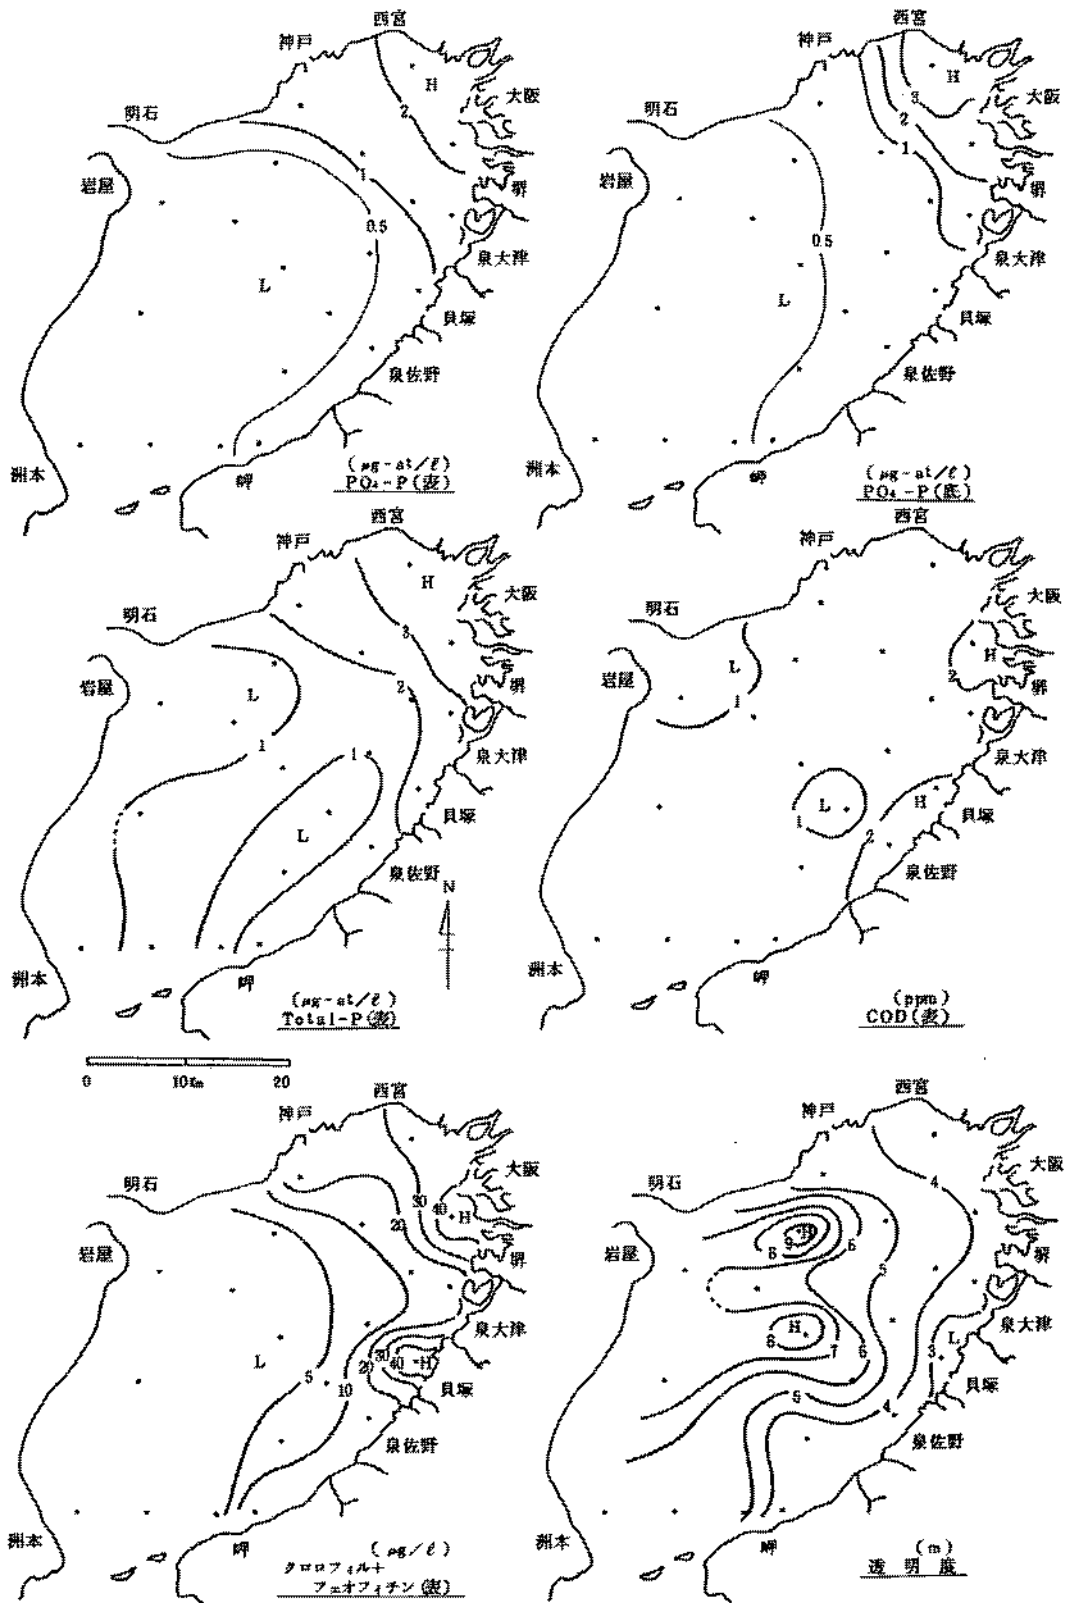 西宮
神戸
H
大阪
明石
2
1
岩屋
堺
0.5
泉大津
L
貝塚
泉佐野
洲本
岬
(μg-at/ℓ)
PO₄-P(表)
西宮
神戸
H
大阪
3
明石
2
1
岩屋
堺
0.5
泉大津
L
貝塚
泉佐野
洲本
岬
(μg-at/ℓ)
PO₄-P(底)
西宮
神戸
H
大阪
明石
3
L
2
岩屋
堺
1
1
泉大津
L
貝塚
泉佐野
N
洲本
岬
(μg-at/ℓ)
Total-P(表)
西宮
神戸
大阪
明石
L
H
岩屋
2
堺
1
泉大津
L
H
1
貝塚
2
泉佐野
洲本
岬
(ppm)
COD(表)
0 10km 20
西宮
神戸
大阪
明石
20
30
40
H
岩屋
堺
泉大津
L
20
30
40
H
5
10
貝塚
泉佐野
洲本
岬
(μg/ℓ)
クロロフィル+
フェオフィチン(表)
西宮
神戸
大阪
明石
4
8
9
H
6
岩屋
5
堺
H
泉大津
8
7
6
3
L
5
4
貝塚
泉佐野
洲本
岬
(m)
透明度